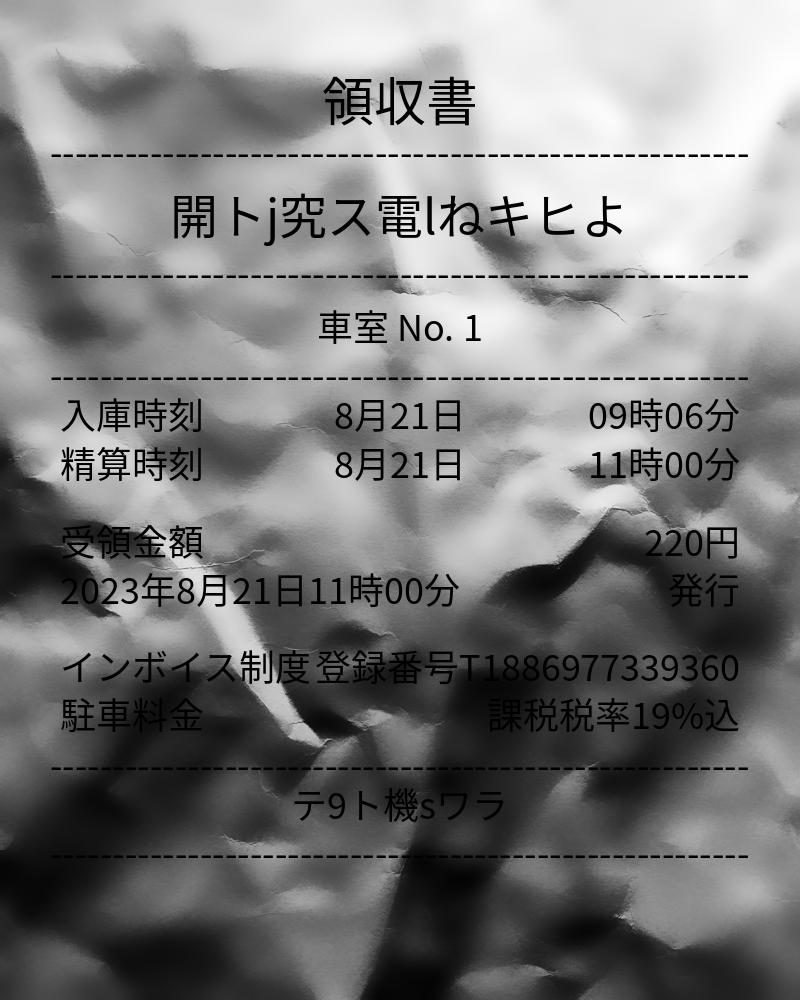 領収書
開トj究ス電lねキヒよ
車室 No. 1
入庫時刻 8月21日 09時06分
精算時刻 8月21日 11時00分
受領金額 220円
2023年8月21日11時00分 発行
インボイス制度 登録番号T1886977339360
駐車料金 課税税率19%込
テ9ト機sワラ